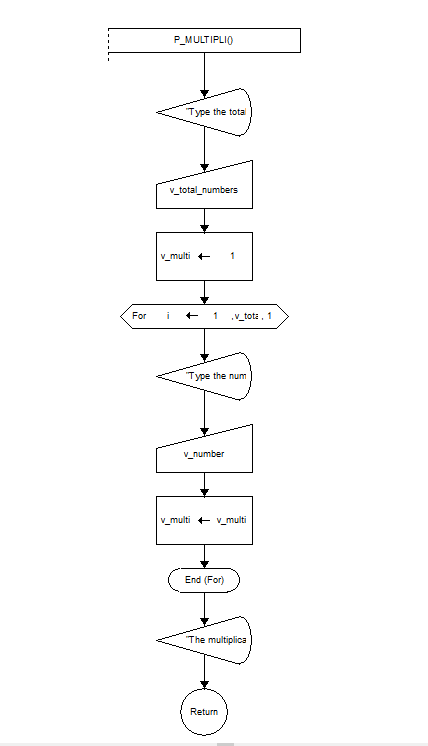 P_MULTIPLI()
"Type the total
v_total_numbers
v_multi ← 1
For i ← 1 ,v_tota , 1
"Type the num
v_number
v_multi ← v_multi
End (For)
"The multiplica
Return